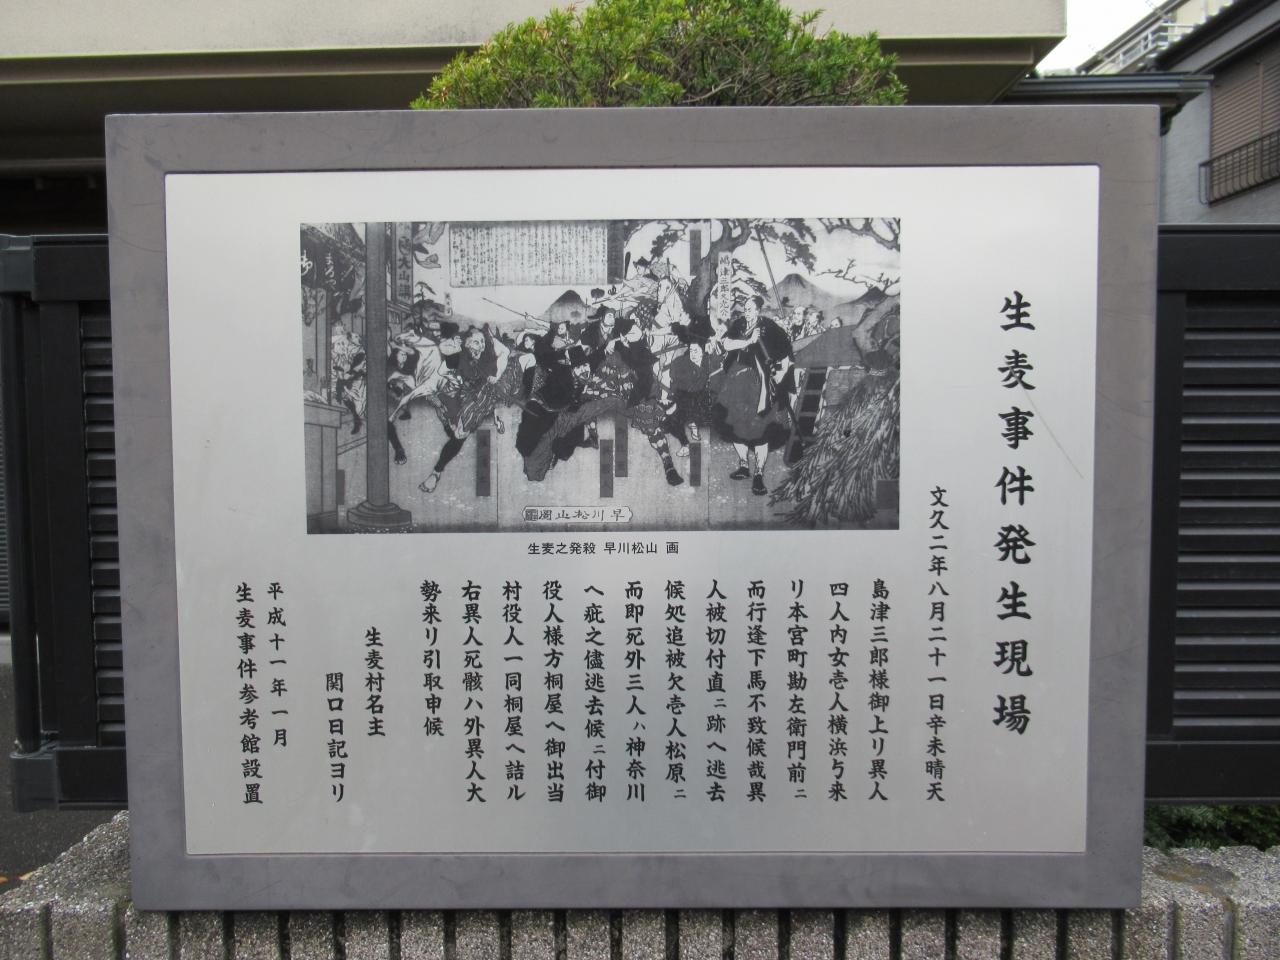 生麦事件発生現場
文久二年八月二十一日辛未晴天
島津三郎様御上リ異人
四人内女壱人横浜ゟ来
リ本宮町勘左衛門前ニ
而行逢下馬不致候哉異
人被切付直ニ跡へ逃去
候処追被欠壱人松原ニ
而即死外三人ハ神奈川
へ疵之儘逃去候ニ付御
役人様方桐屋へ御出当
村役人一同桐屋へ詰ル
右異人死骸ハ外異人大
勢来リ引取申候
生麦村名主
関口日記ヨリ
平成十一年一月
生麦事件参考館設置
早川松山圖
生麦之発殺 早川松山 画